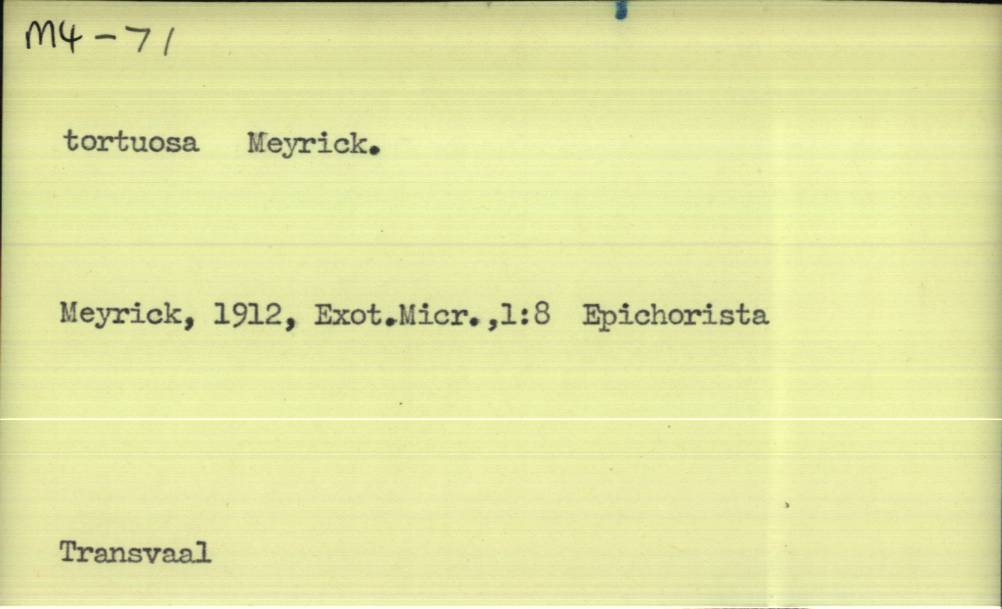 M4-71
tortuosa Meyrick.
Meyrick, 1912, Exot.Micr.,1:8 Epichorista
Transvaal